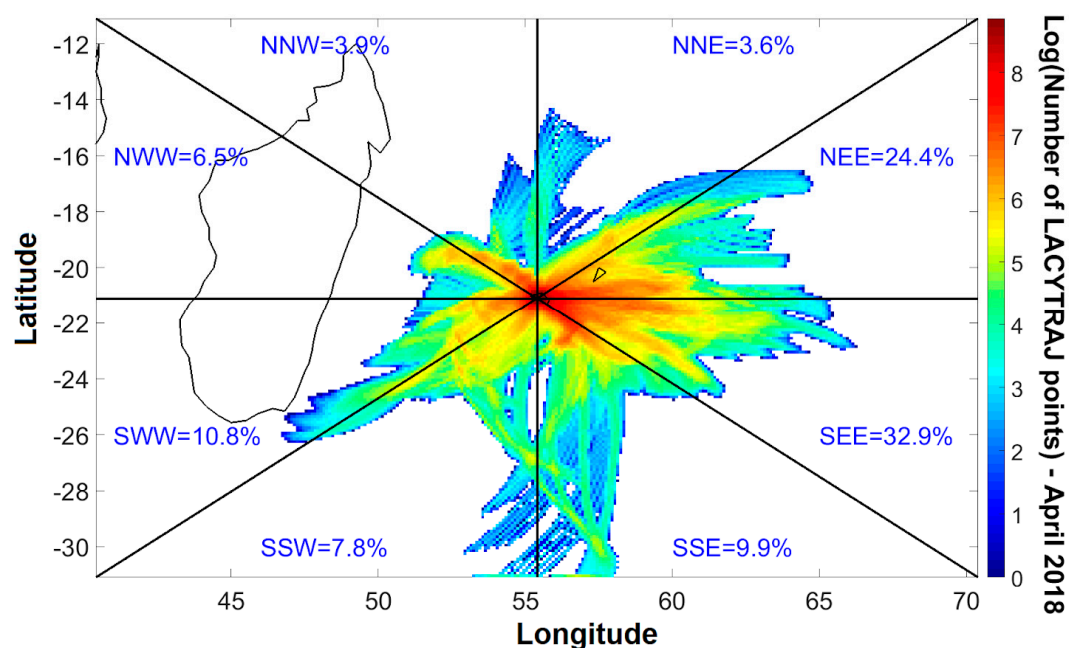 NNW=3.9%
NNE=3.6%
NWW=6.5%
NEE=24.4%
SWW=10.8%
SEE=32.9%
SSW=7.8%
SSE=9.9%
-12
-14
-16
-18
-20
-22
-24
-26
-28
-30
Latitude
45
50
55
60
65
70
Longitude
8
7
6
5
4
3
2
1
0
Log(Number of LACYTRAJ points) - April 2018